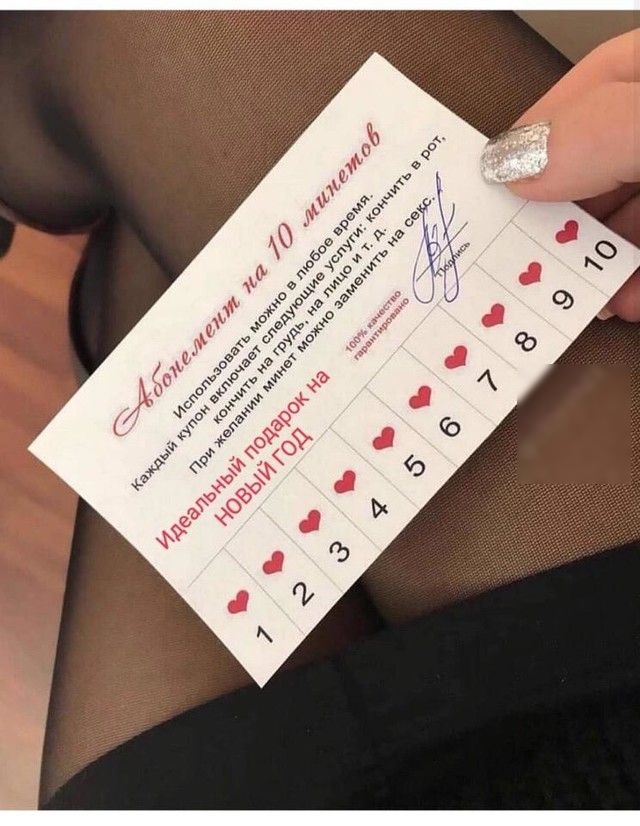 Абонемент на 10 минетов
Использовать можно в любое время.
Каждый купон включает следующие услуги: кончить в рот,
кончить на грудь, на лицо и т. д.
При желании минет можно заменить на секс.
Идеальный подарок на
НОВЫЙ ГОД
100% качество
гарантировано
Подпись
1 2 3 4 5 6 7 8 9 10